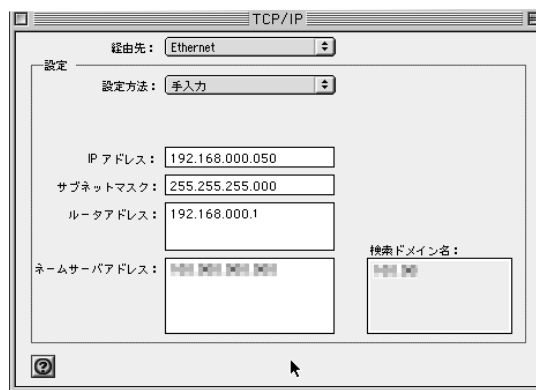 TCP/IP
経由先： Ethernet
設定
設定方法： 手入力
IP アドレス： 192.168.000.050
サブネットマスク： 255.255.255.000
ルータアドレス： 192.168.000.1
検索ドメイン名：
ネームサーバアドレス：
?